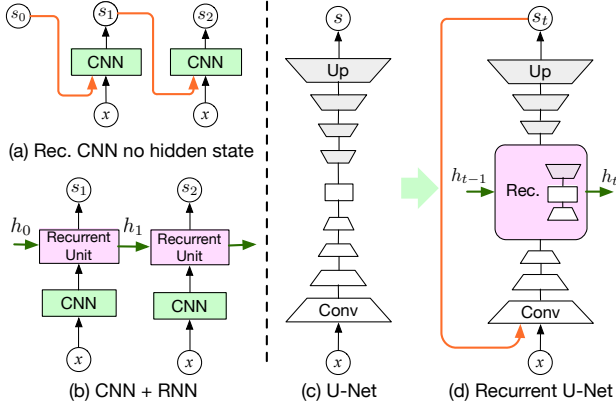 s₀ s₁ s₂
CNN CNN
x x
(a) Rec. CNN no hidden state
s₁ s₂
h₀ h₁
Recurrent Unit Recurrent Unit
CNN CNN
x x
(b) CNN + RNN
s
Up
Conv
x
(c) U-Net
sₜ
Up
hₜ₋₁ Rec. hₜ
Conv
x
(d) Recurrent U-Net